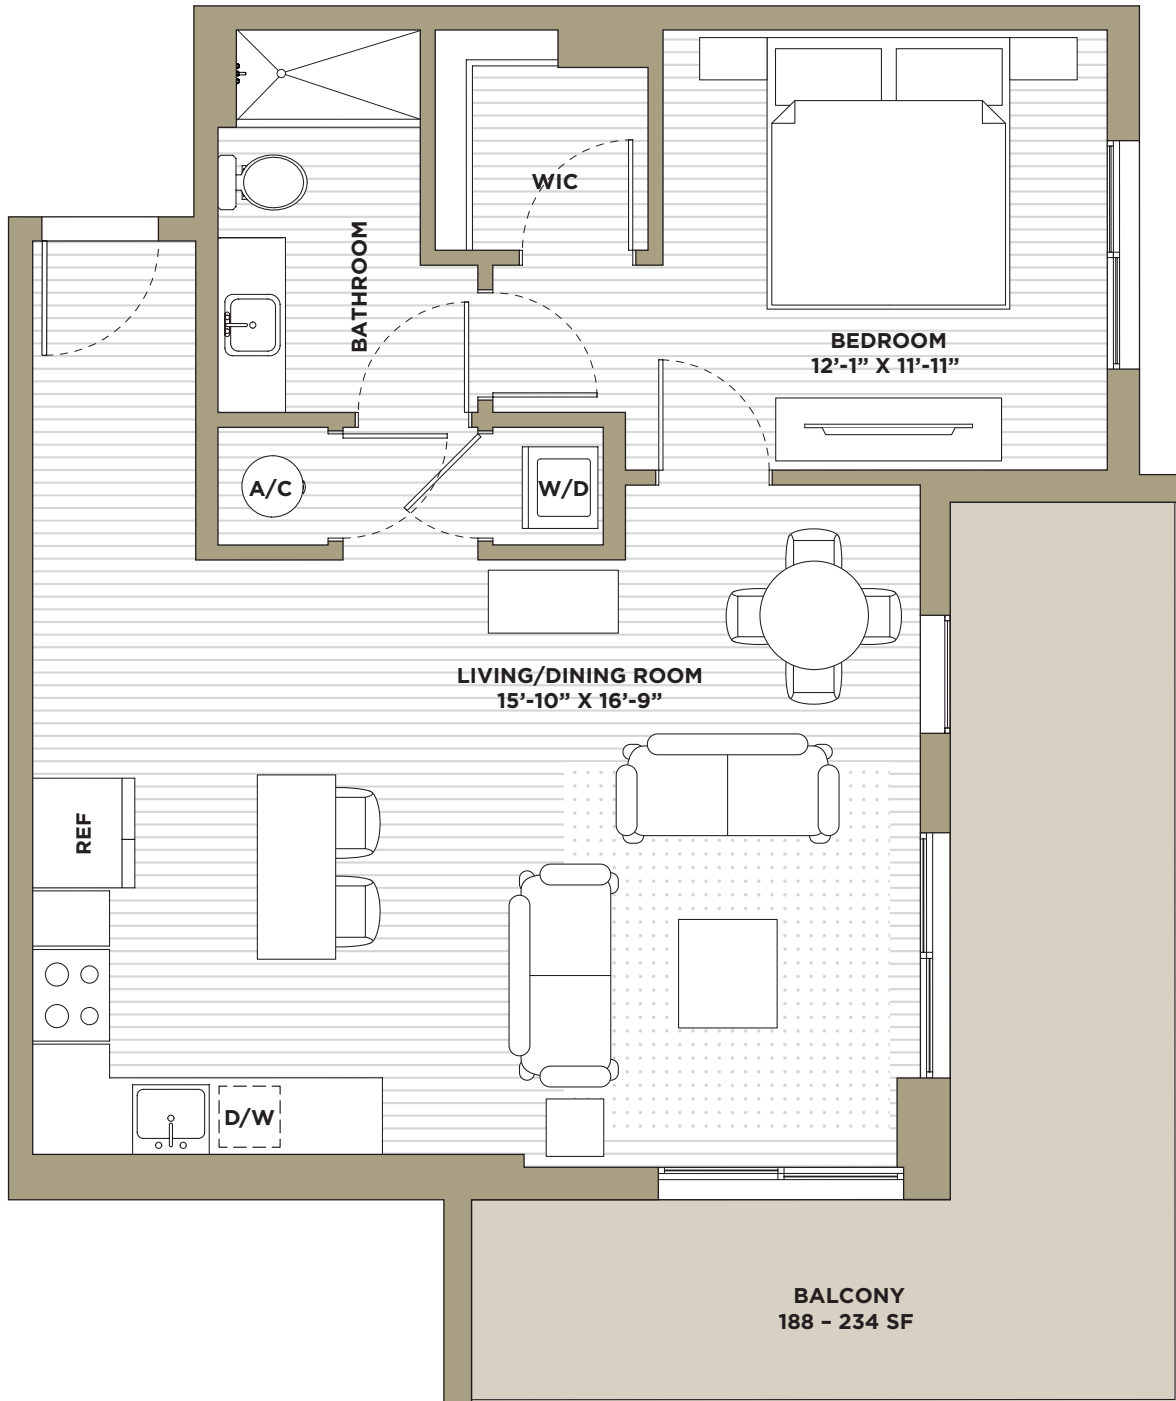 WIC
BATHROOM
BEDROOM
12’-1” X 11’-11”
A/C
W/D
LIVING/DINING ROOM
15’-10” X 16’-9”
REF
D/W
BALCONY
188 – 234 SF